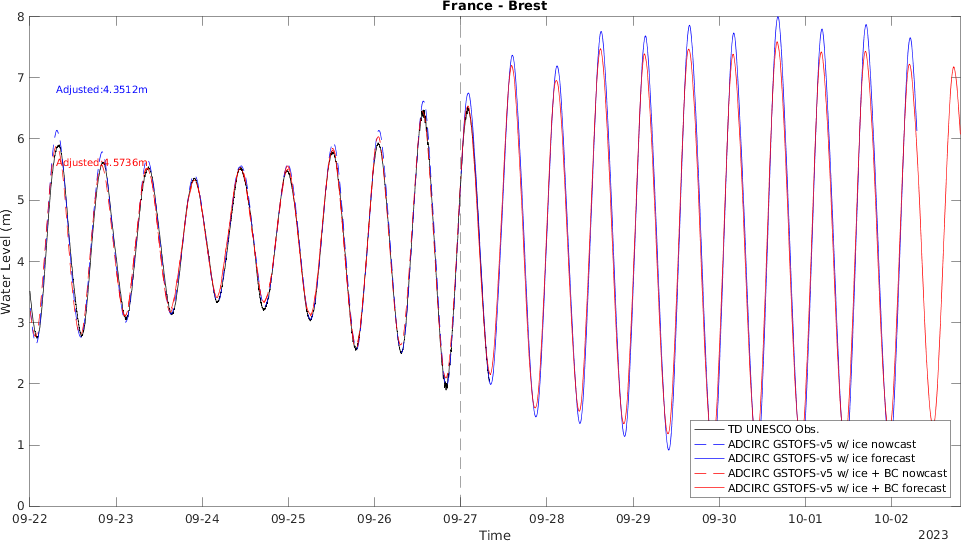 France - Brest
8
7
6
5
4
3
2
1
0
Water Level (m)
Adjusted:4.3512m
Adjusted:4.5736m
TD UNESCO Obs.
ADCIRC GSTOFS-v5 w/ ice nowcast
ADCIRC GSTOFS-v5 w/ ice forecast
ADCIRC GSTOFS-v5 w/ ice + BC nowcast
ADCIRC GSTOFS-v5 w/ ice + BC forecast
09-22 09-23 09-24 09-25 09-26 09-27 09-28 09-29 09-30 10-01 10-02
Time
2023